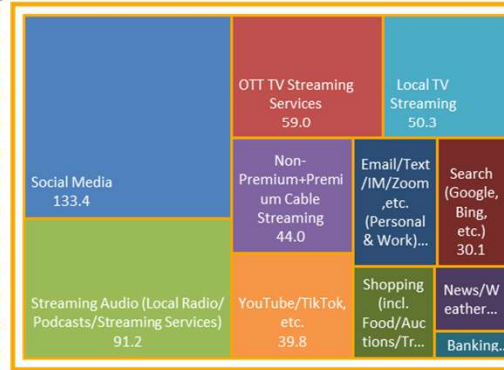 Social Media
133.4
Streaming Audio (Local Radio/
Podcasts/Streaming Services)
91.2
OTT TV Streaming
Services
59.0
Local TV
Streaming
50.3
Non-
Premium+Premi
um Cable
Streaming
44.0
YouTube/TikTok,
etc.
39.8
Email/Text
/IM/Zoom
,etc.
(Personal
& Work)...
Search
(Google,
Bing,
etc.)
30.1
Shopping
(incl.
Food/Auc
tions/Tr...
News/W
eather...
Banking...